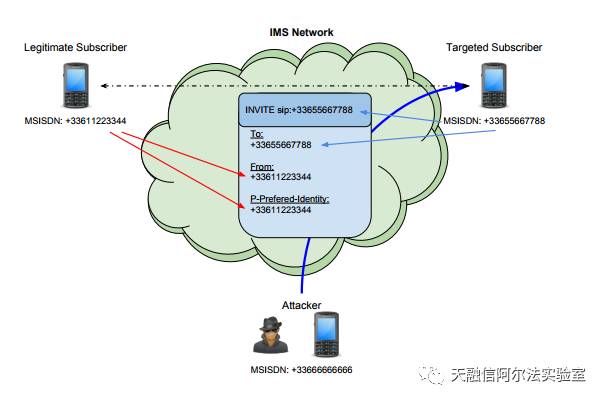 IMS Network
Legitimate Subscriber
Targeted Subscriber
MSISDN: +33611223344
MSISDN: +33655667788
INVITE sip:+33655667788
To:
+33655667788
From:
+33611223344
P-Prefered-Identity:
+33611223344
Attacker
MSISDN: +33666666666
天融信阿尔法实验室